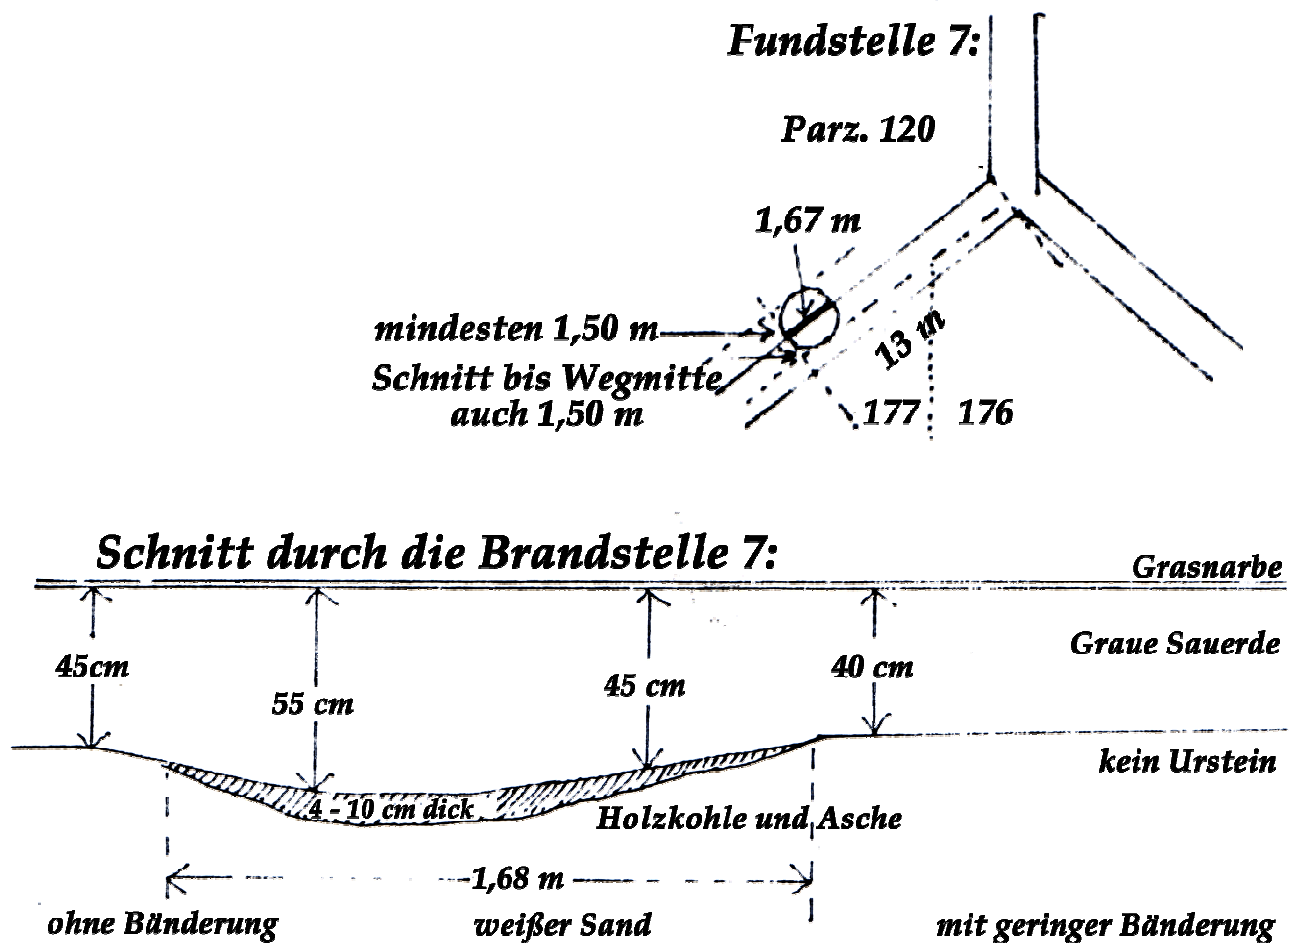 Fundstelle 7:
Parz. 120
1,67 m
mindesten 1,50 m
Schnitt bis Wegmitte
auch 1,50 m
13 m
177
176
Schnitt durch die Brandstelle 7:
Grasnarbe
Graue Sauerde
45cm
55 cm
45 cm
40 cm
kein Urstein
4 - 10 cm dick
Holzkohle und Asche
1,68 m
ohne Bänderung
weißer Sand
mit geringer Bänderung